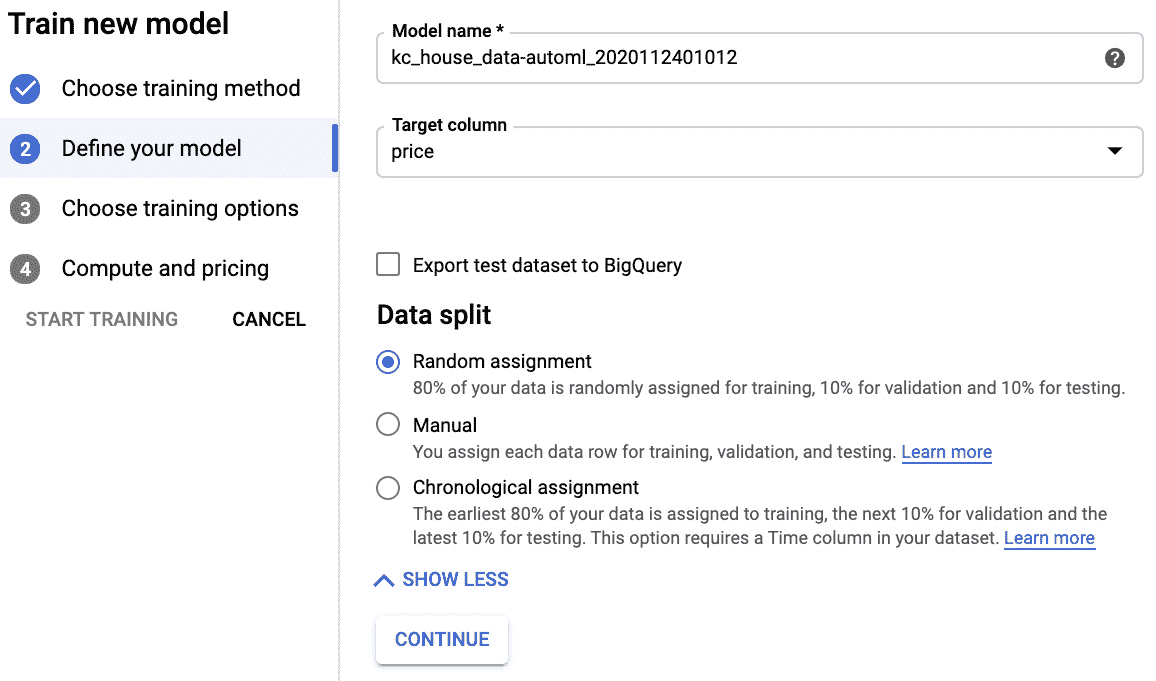 Train new model
Choose training method
2 Define your model
3 Choose training options
4 Compute and pricing
START TRAINING CANCEL
Model name *
kc_house_data-automl_2020112401012
?
Target column
price
Export test dataset to BigQuery
Data split
Random assignment
80% of your data is randomly assigned for training, 10% for validation and 10% for testing.
Manual
You assign each data row for training, validation, and testing. Learn more
Chronological assignment
The earliest 80% of your data is assigned to training, the next 10% for validation and the
latest 10% for testing. This option requires a Time column in your dataset. Learn more
SHOW LESS
CONTINUE